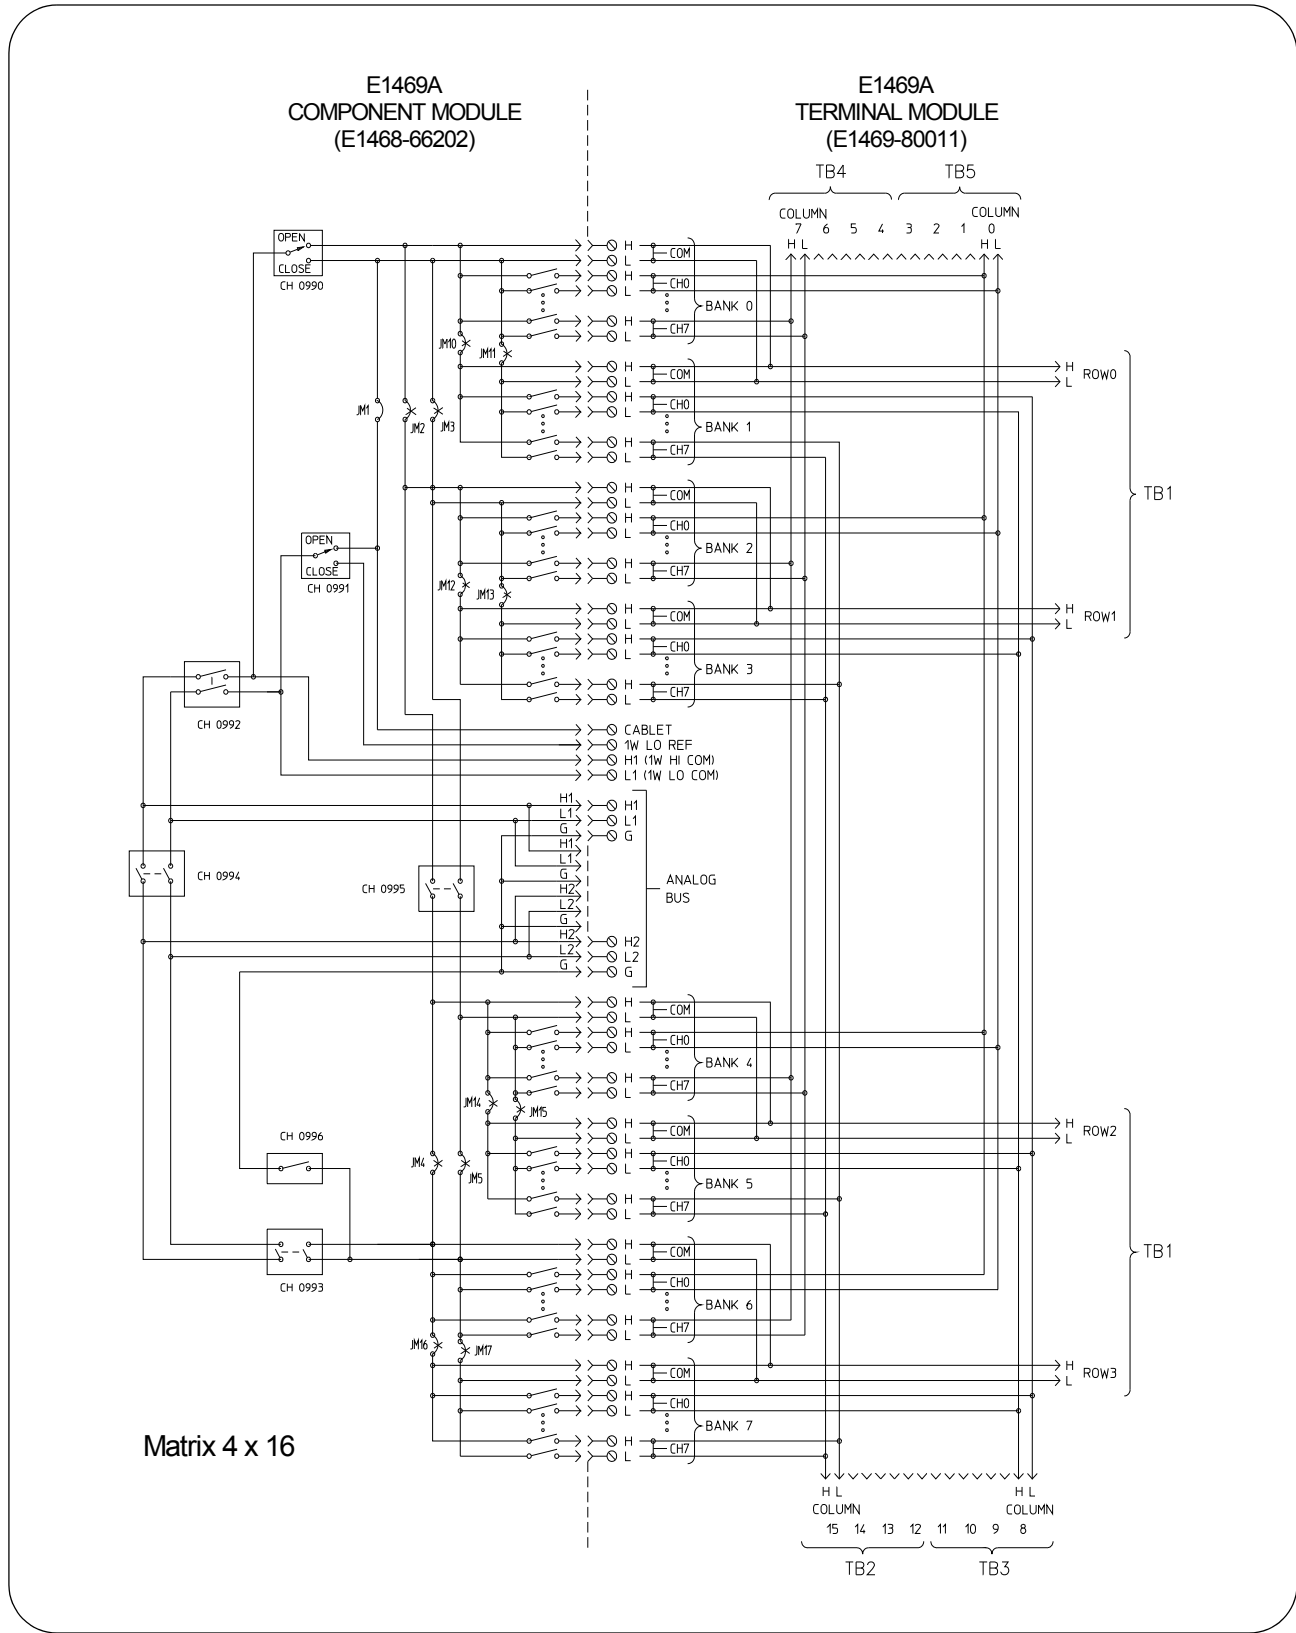 E1469A
COMPONENT MODULE
(E1468-66202)
E1469A
TERMINAL MODULE
(E1469-80011)
TB4 TB5
COLUMN COLUMN
7 6 5 4 3 2 1 0
H L H L
OPEN
CLOSE
CH 0990
H
L COM
H
L CH0
BANK 0
H
L CH7
JM10 JM11
H
L COM
H ROW0
L
H
L CH0
JM1 JM2 JM3
BANK 1
H
L CH7
H
L COM
TB1
H
L CH0
OPEN
CLOSE
CH 0991
BANK 2
H
L CH7
JM12 JM13
H
L COM
H ROW1
L
H
L CH0
BANK 3
H
L CH7
CH 0992
CABLET
1W LO REF
H1 (1W HI COM)
L1 (1W LO COM)
H1 H1
L1 L1
G G
H1
L1
G
H2
L2
G
H2 H2
L2 L2
G G
ANALOG
BUS
CH 0994
CH 0995
H
L COM
H
L CH0
BANK 4
H
L CH7
JM14 JM15
H
L COM
H ROW2
L
CH 0996
JM4 JM5
H
L CH0
BANK 5
H
L CH7
H
L COM
TB1
CH 0993
H
L CH0
BANK 6
H
L CH7
JM16 JM17
H
L COM
H ROW3
L
H
L CH0
BANK 7
H
L CH7
Matrix 4 x 16
H L H L
COLUMN COLUMN
15 14 13 12 11 10 9 8
TB2 TB3